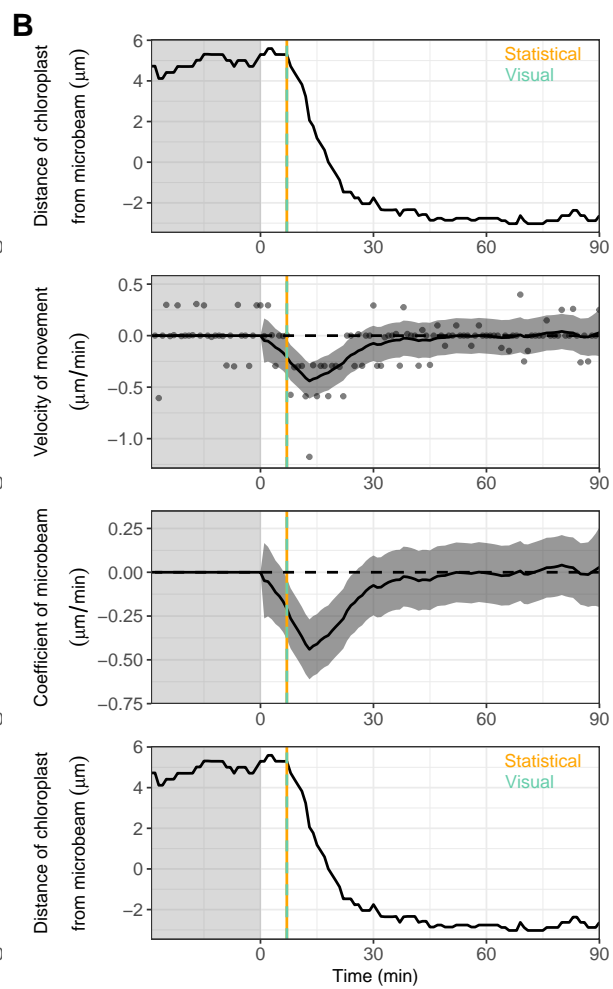 B
Distance of chloroplast
from microbeam (μm)
6
4
2
0
−2
Statistical
Visual
0
30
60
90
Velocity of movement
(μm/min)
0.5
0.0
−0.5
−1.0
0
30
60
90
Coefficient of microbeam
(μm/min)
0.25
0.00
−0.25
−0.50
−0.75
0
30
60
90
Distance of chloroplast
from microbeam (μm)
6
4
2
0
−2
Statistical
Visual
0
30
60
90
Time (min)